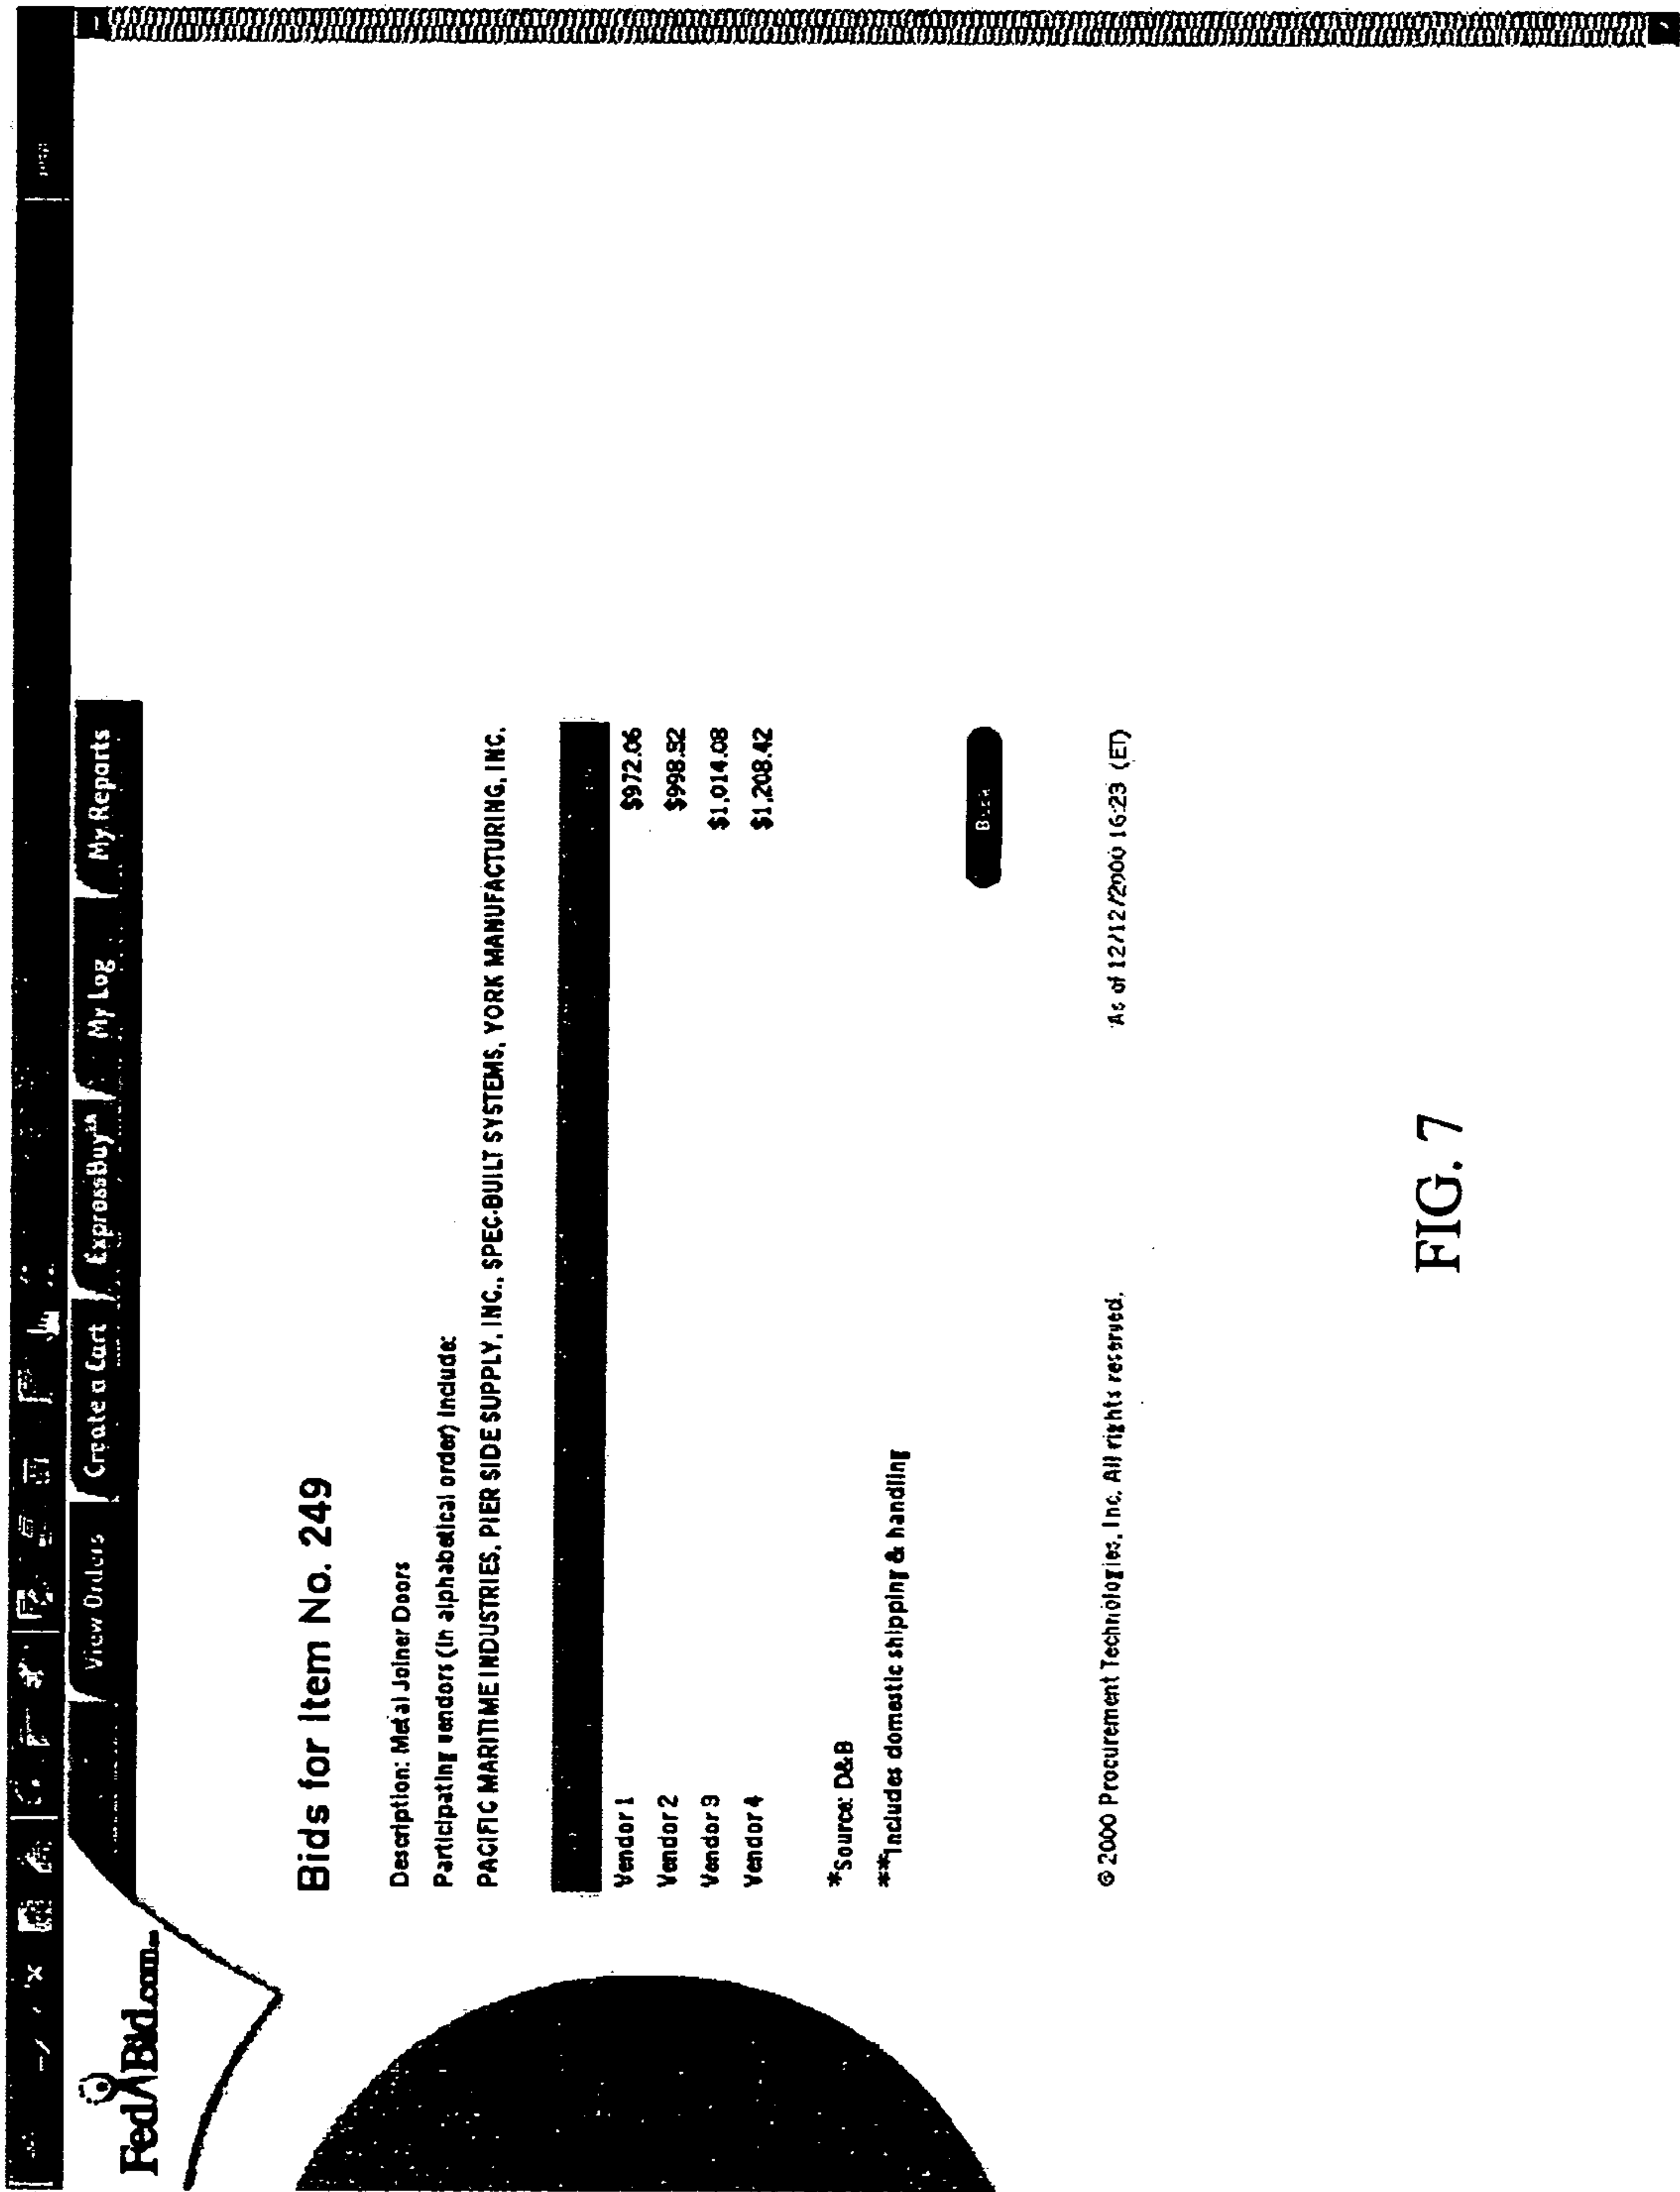 FedBid.com
View Orders
Create a Cart
ExpressBuy
My Log
My Reports
Bids for Item No. 249
Description: Metal Joiner Doors
Participating vendors (in alphabetical order) include:
PACIFIC MARITIME INDUSTRIES, PIER SIDE SUPPLY, INC., SPEC-BUILT SYSTEMS, YORK MANUFACTURING, INC.
Vendor 1 $972.06
Vendor 2 $998.92
Vendor 3 $1,014.08
Vendor 4 $1,208.42
*Source: D&B
**Includes domestic shipping & handling
© 2000 Procurement Technologies, Inc. All rights reserved. As of 12/12/2000 16:23 (ET)
FIG. 7